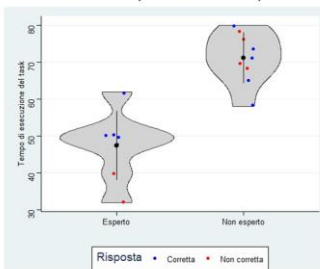 80
70
60
50
40
30
Tempo di esecuzione del task
Esperto
Non esperto
Risposta
Corretta
Non corretta